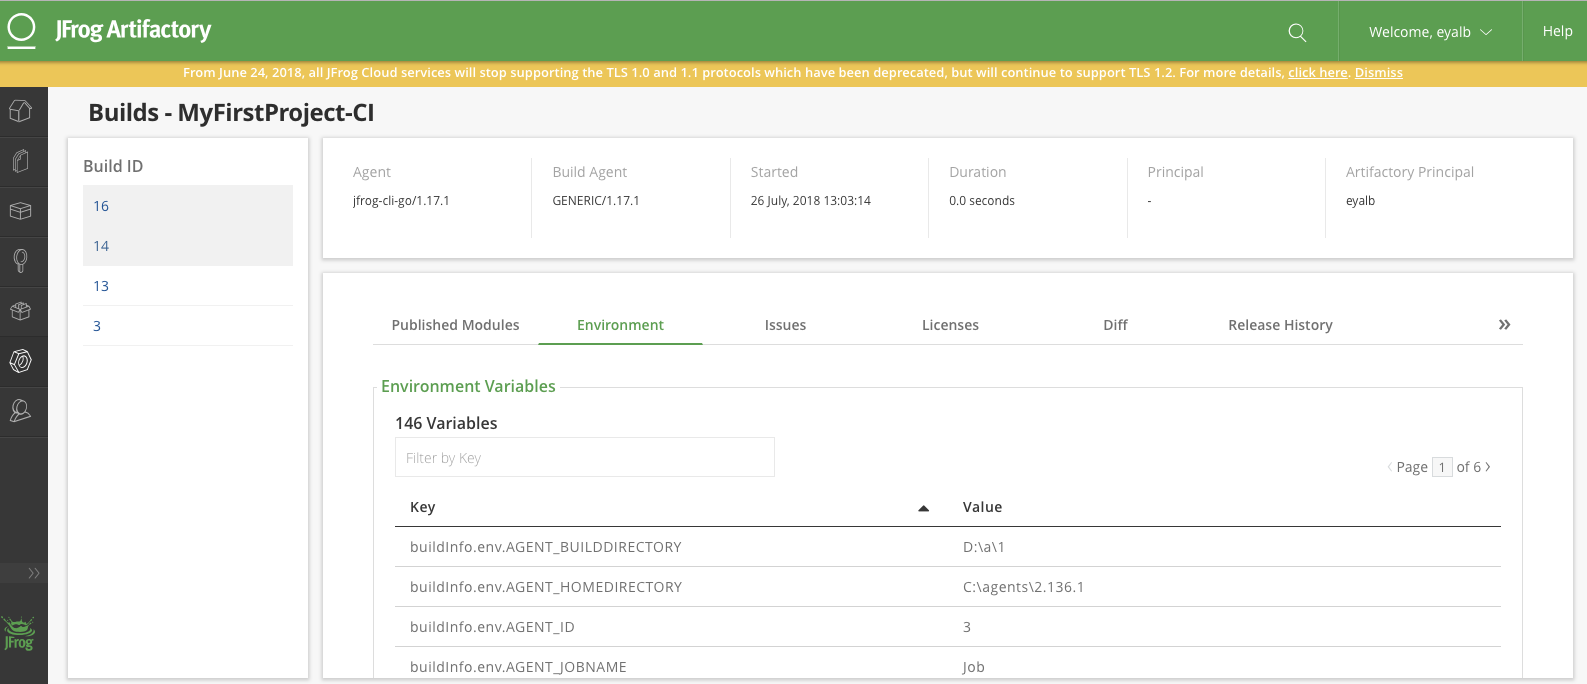 JFrog Artifactory
Welcome, eyalb
Help
From June 24, 2018, all JFrog Cloud services will stop supporting the TLS 1.0 and 1.1 protocols which have been deprecated, but will continue to support TLS 1.2. For more details, click here. Dismiss
Builds - MyFirstProject-CI
Build ID
16
14
13
3
Agent
jfrog-cli-go/1.17.1
Build Agent
GENERIC/1.17.1
Started
26 July, 2018 13:03:14
Duration
0.0 seconds
Principal
-
Artifactory Principal
eyalb
Published Modules
Environment
Issues
Licenses
Diff
Release History
»
Environment Variables
146 Variables
Filter by Key
‹ Page 1 of 6 ›
Key ▲ Value
buildInfo.env.AGENT_BUILDDIRECTORY D:\a\1
buildInfo.env.AGENT_HOMEDIRECTORY C:\agents\2.136.1
buildInfo.env.AGENT_ID 3
buildInfo.env.AGENT_JOBNAME Job
JFrog